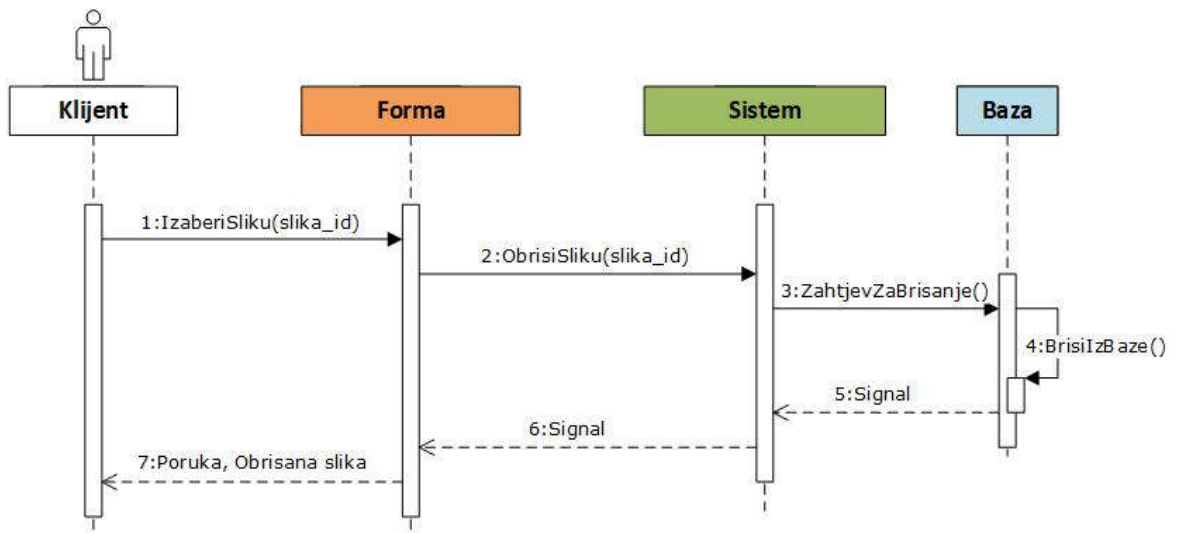 Klijent
Forma
Sistem
Baza
1:IzaberiSliku(slika_id)
2:ObrisiSliku(slika_id)
3:ZahtjevZaBrisanje()
4:BrisiIzBaze()
5:Signal
6:Signal
7:Poruka, Obrisana slika